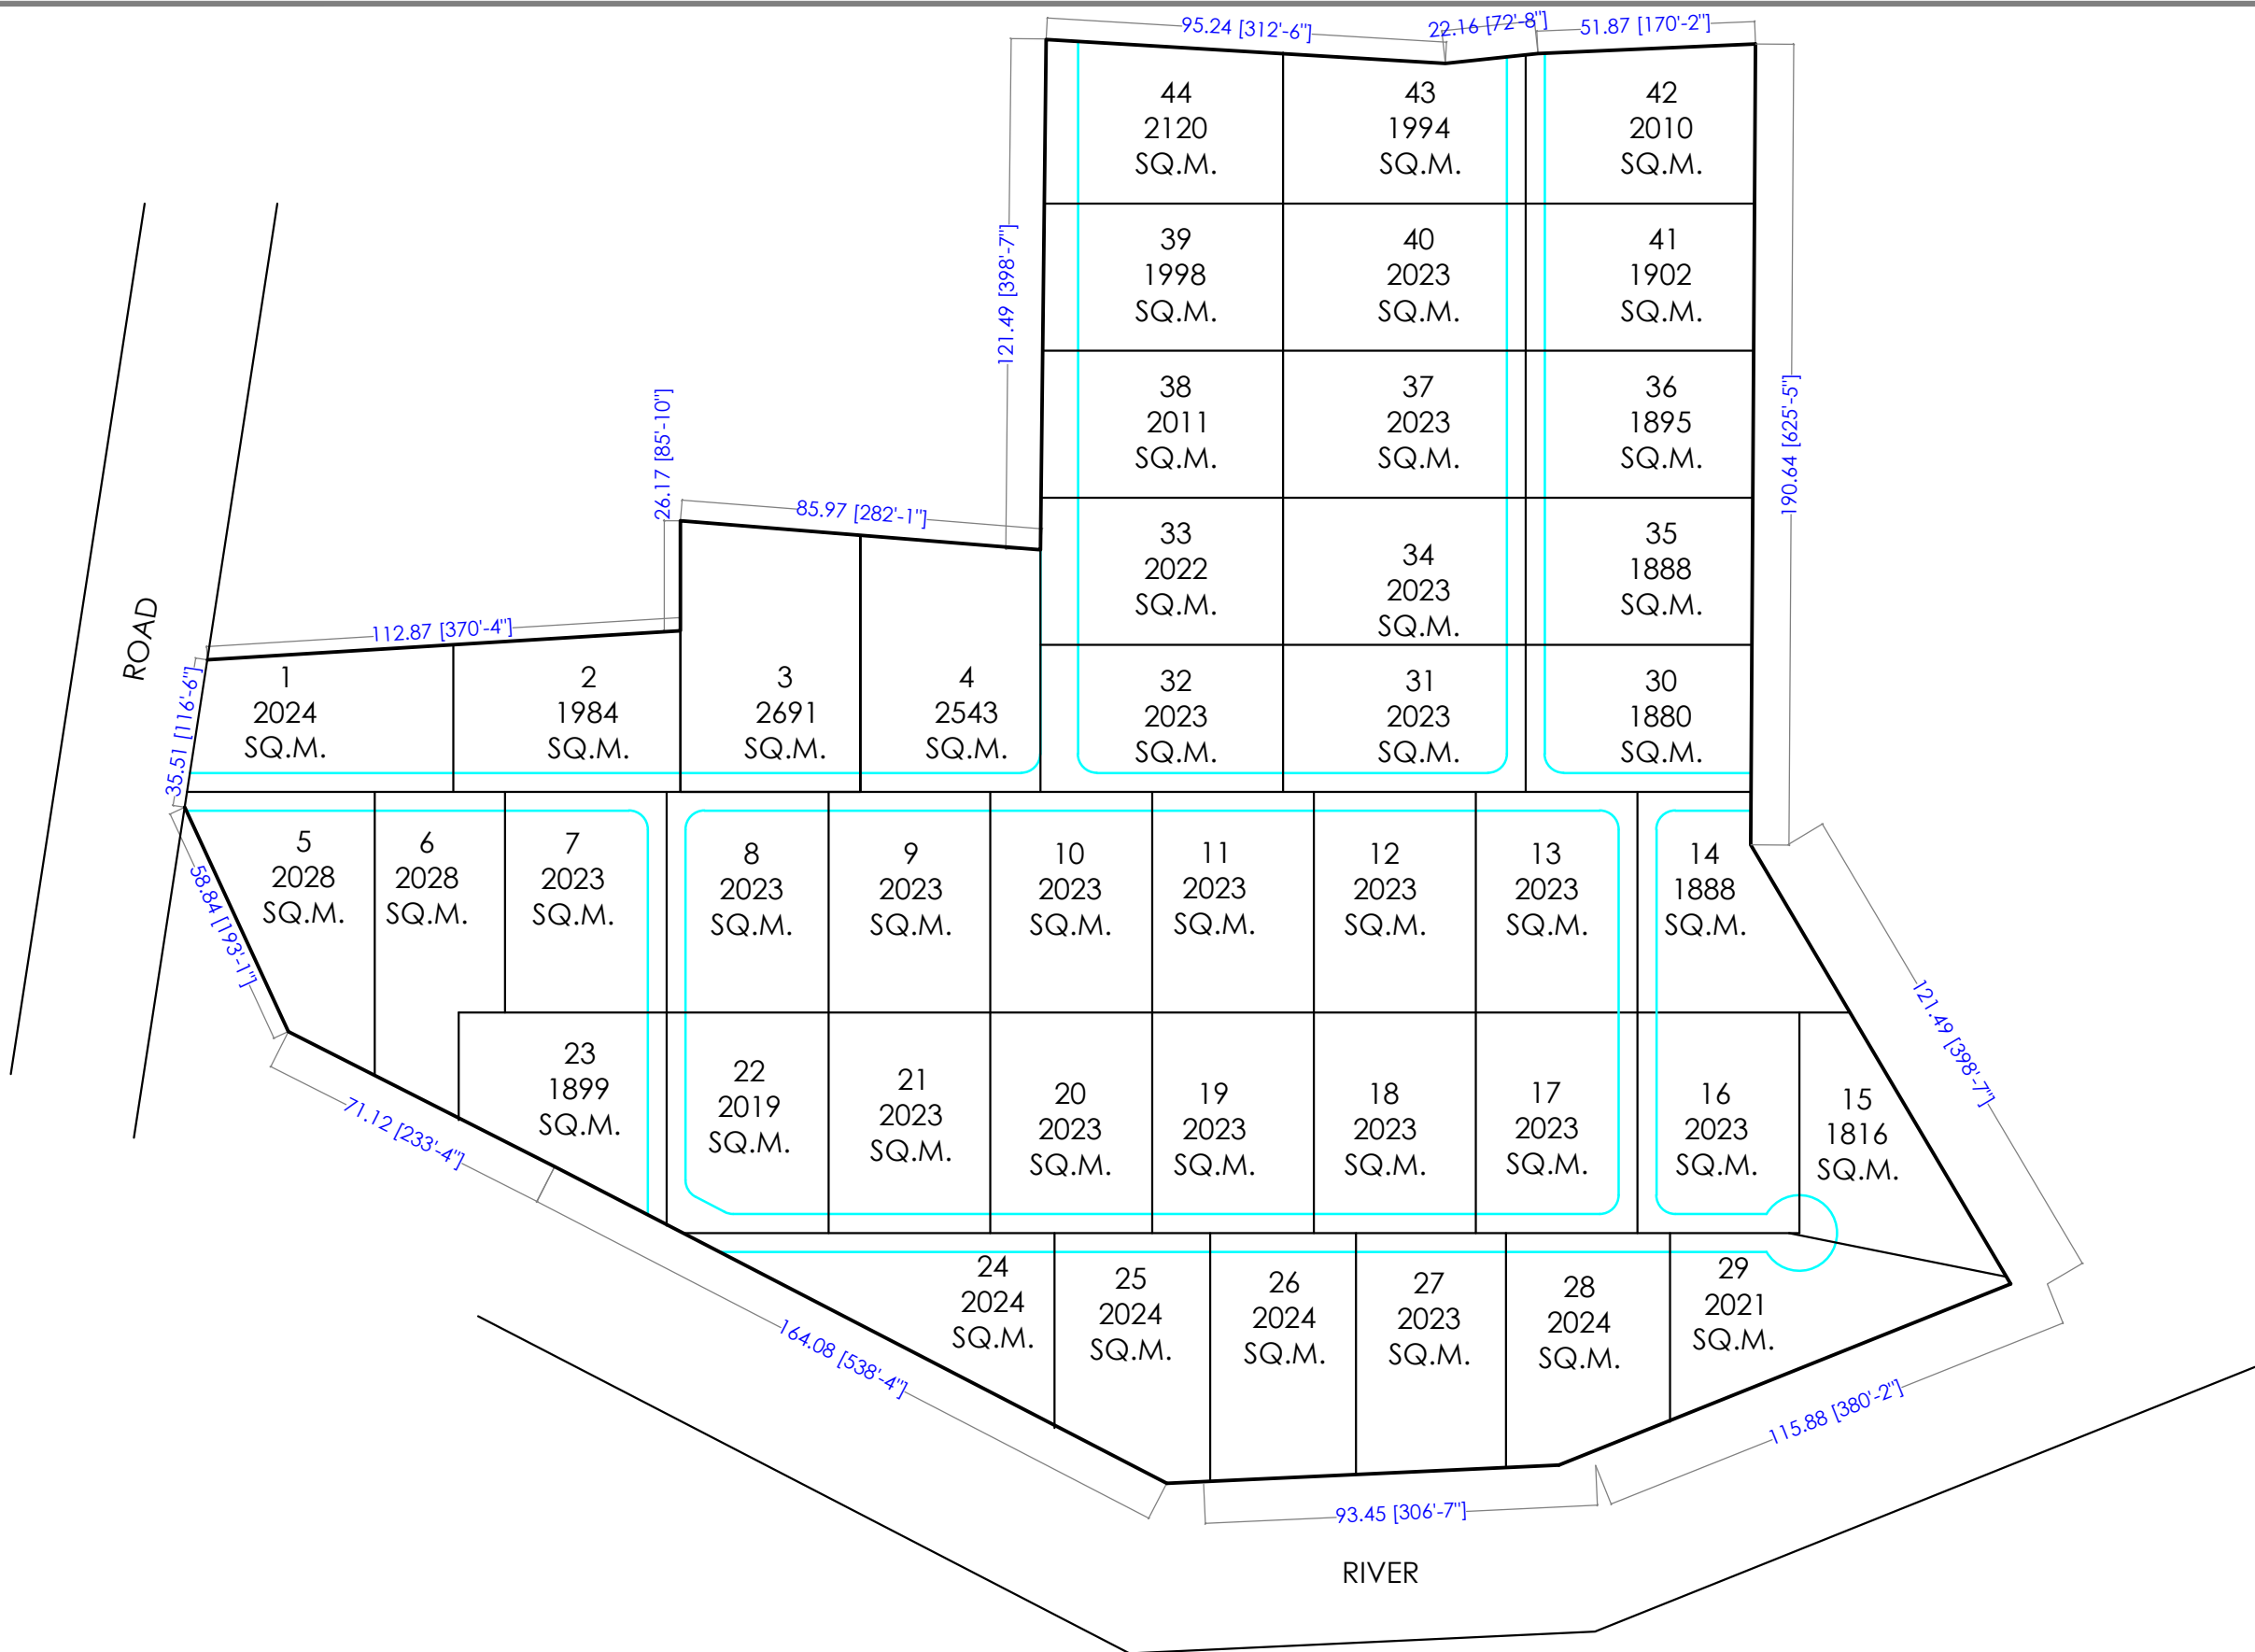 95.24 [312'-6"]
22.16 [72'-8"]
51.87 [170'-2"]
44
2120
SQ.M.
43
1994
SQ.M.
42
2010
SQ.M.
39
1998
SQ.M.
40
2023
SQ.M.
41
1902
SQ.M.
121.49 [398'-7"]
38
2011
SQ.M.
37
2023
SQ.M.
36
1895
SQ.M.
190.64 [625'-5"]
26.17 [85'-10"]
85.97 [282'-1"]
33
2022
SQ.M.
34
2023
SQ.M.
35
1888
SQ.M.
ROAD
112.87 [370'-4"]
35.51 [116'-6"]
1
2024
SQ.M.
2
1984
SQ.M.
3
2691
SQ.M.
4
2543
SQ.M.
32
2023
SQ.M.
31
2023
SQ.M.
30
1880
SQ.M.
58.84 [193'-1"]
5
2028
SQ.M.
6
2028
SQ.M.
7
2023
SQ.M.
8
2023
SQ.M.
9
2023
SQ.M.
10
2023
SQ.M.
11
2023
SQ.M.
12
2023
SQ.M.
13
2023
SQ.M.
14
1888
SQ.M.
121.49 [398'-7"]
71.12 [233'-4"]
23
1899
SQ.M.
22
2019
SQ.M.
21
2023
SQ.M.
20
2023
SQ.M.
19
2023
SQ.M.
18
2023
SQ.M.
17
2023
SQ.M.
16
2023
SQ.M.
15
1816
SQ.M.
164.08 [538'-4"]
24
2024
SQ.M.
25
2024
SQ.M.
26
2024
SQ.M.
27
2023
SQ.M.
28
2024
SQ.M.
29
2021
SQ.M.
115.88 [380'-2"]
93.45 [306'-7"]
RIVER